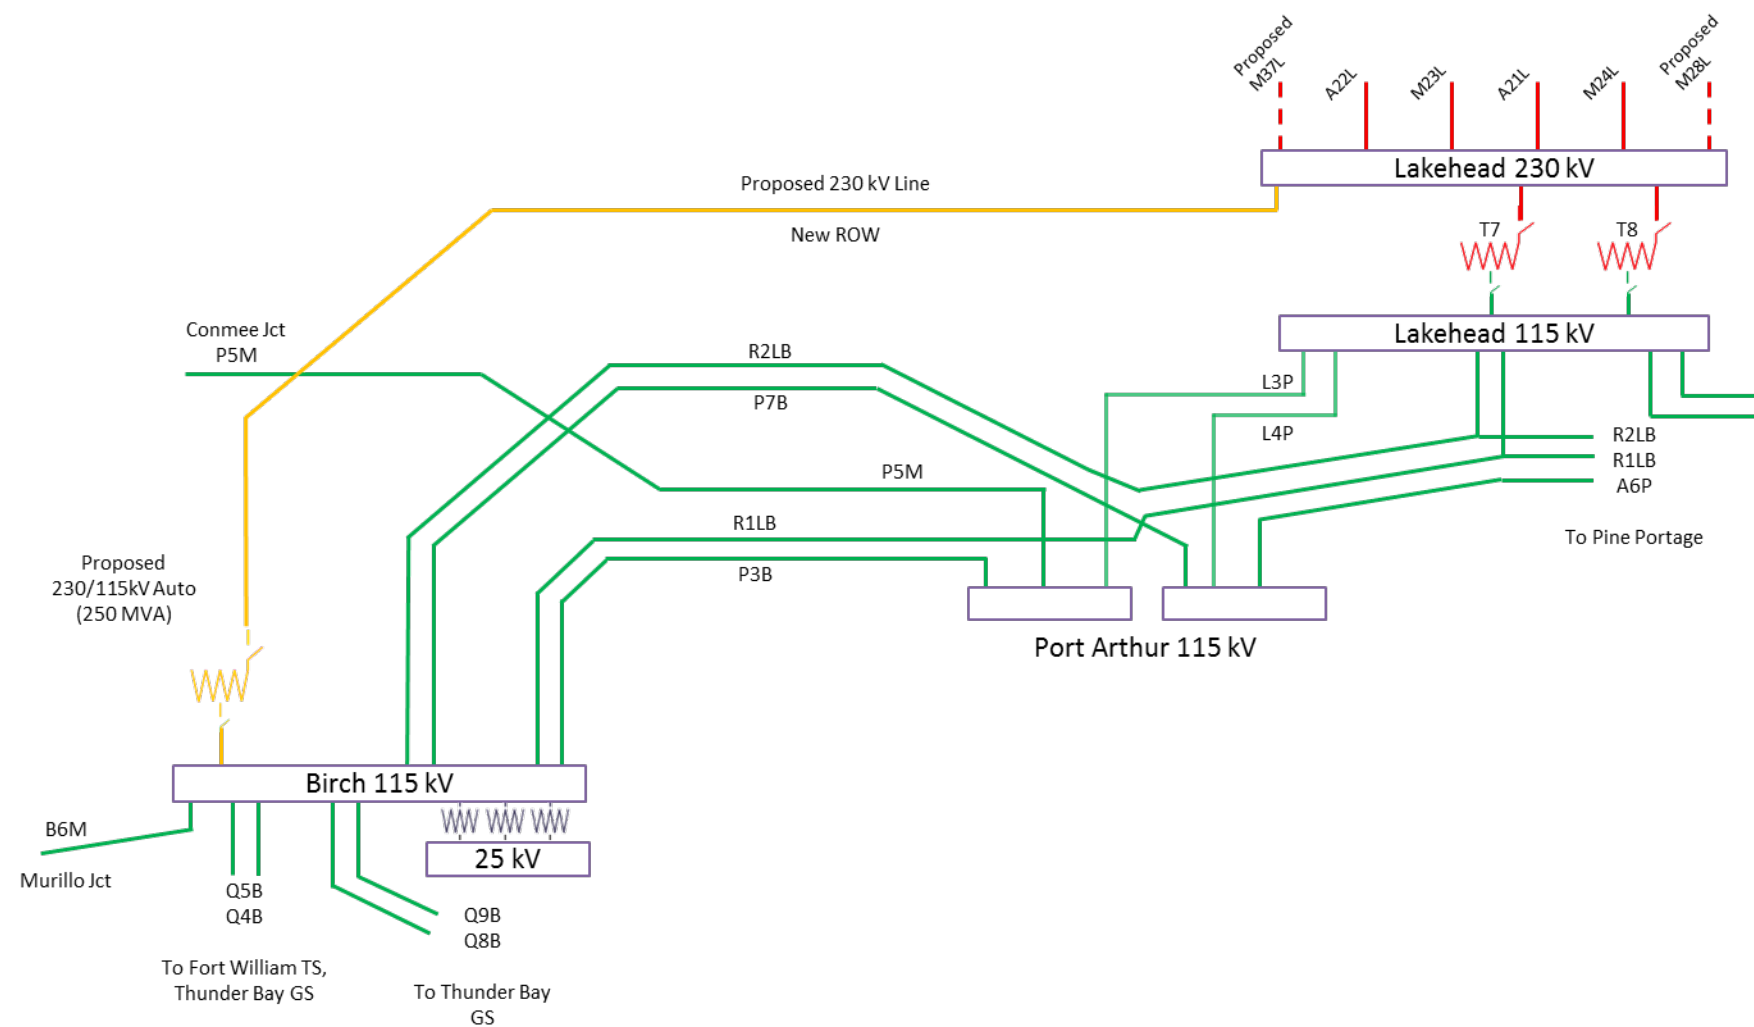 Proposed
M37L
A22L
M23L
A21L
M24L
Proposed
M28L
Lakehead 230 kV
Proposed 230 kV Line
New ROW
T7
T8
Conmee Jct
P5M
R2LB
Lakehead 115 kV
P7B
L3P
L4P
R2LB
R1LB
A6P
P5M
R1LB
To Pine Portage
Proposed
230/115kV Auto
(250 MVA)
P3B
Port Arthur 115 kV
Birch 115 kV
B6M
25 kV
Murillo Jct
Q5B
Q4B
Q9B
Q8B
To Fort William TS,
Thunder Bay GS
To Thunder Bay
GS